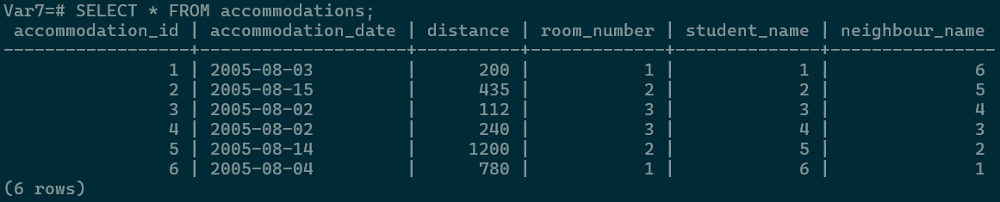 Var7=# SELECT * FROM accommodations;
 accommodation_id | accommodation_date | distance | room_number | student_name | neighbour_name
------------------+--------------------+----------+-------------+--------------+----------------
                1 | 2005-08-03         |      200 |           1 |            1 |              6
                2 | 2005-08-15         |      435 |           2 |            2 |              5
                3 | 2005-08-02         |      112 |           3 |            3 |              4
                4 | 2005-08-02         |      240 |           3 |            4 |              3
                5 | 2005-08-14         |     1200 |           2 |            5 |              2
                6 | 2005-08-04         |      780 |           1 |            6 |              1
(6 rows)